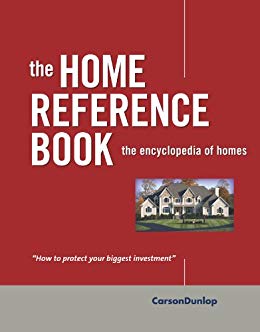 the HOME
REFERENCE
BOOK the encyclopedia of homes
"How to protect your biggest investment"
CarsonDunlop